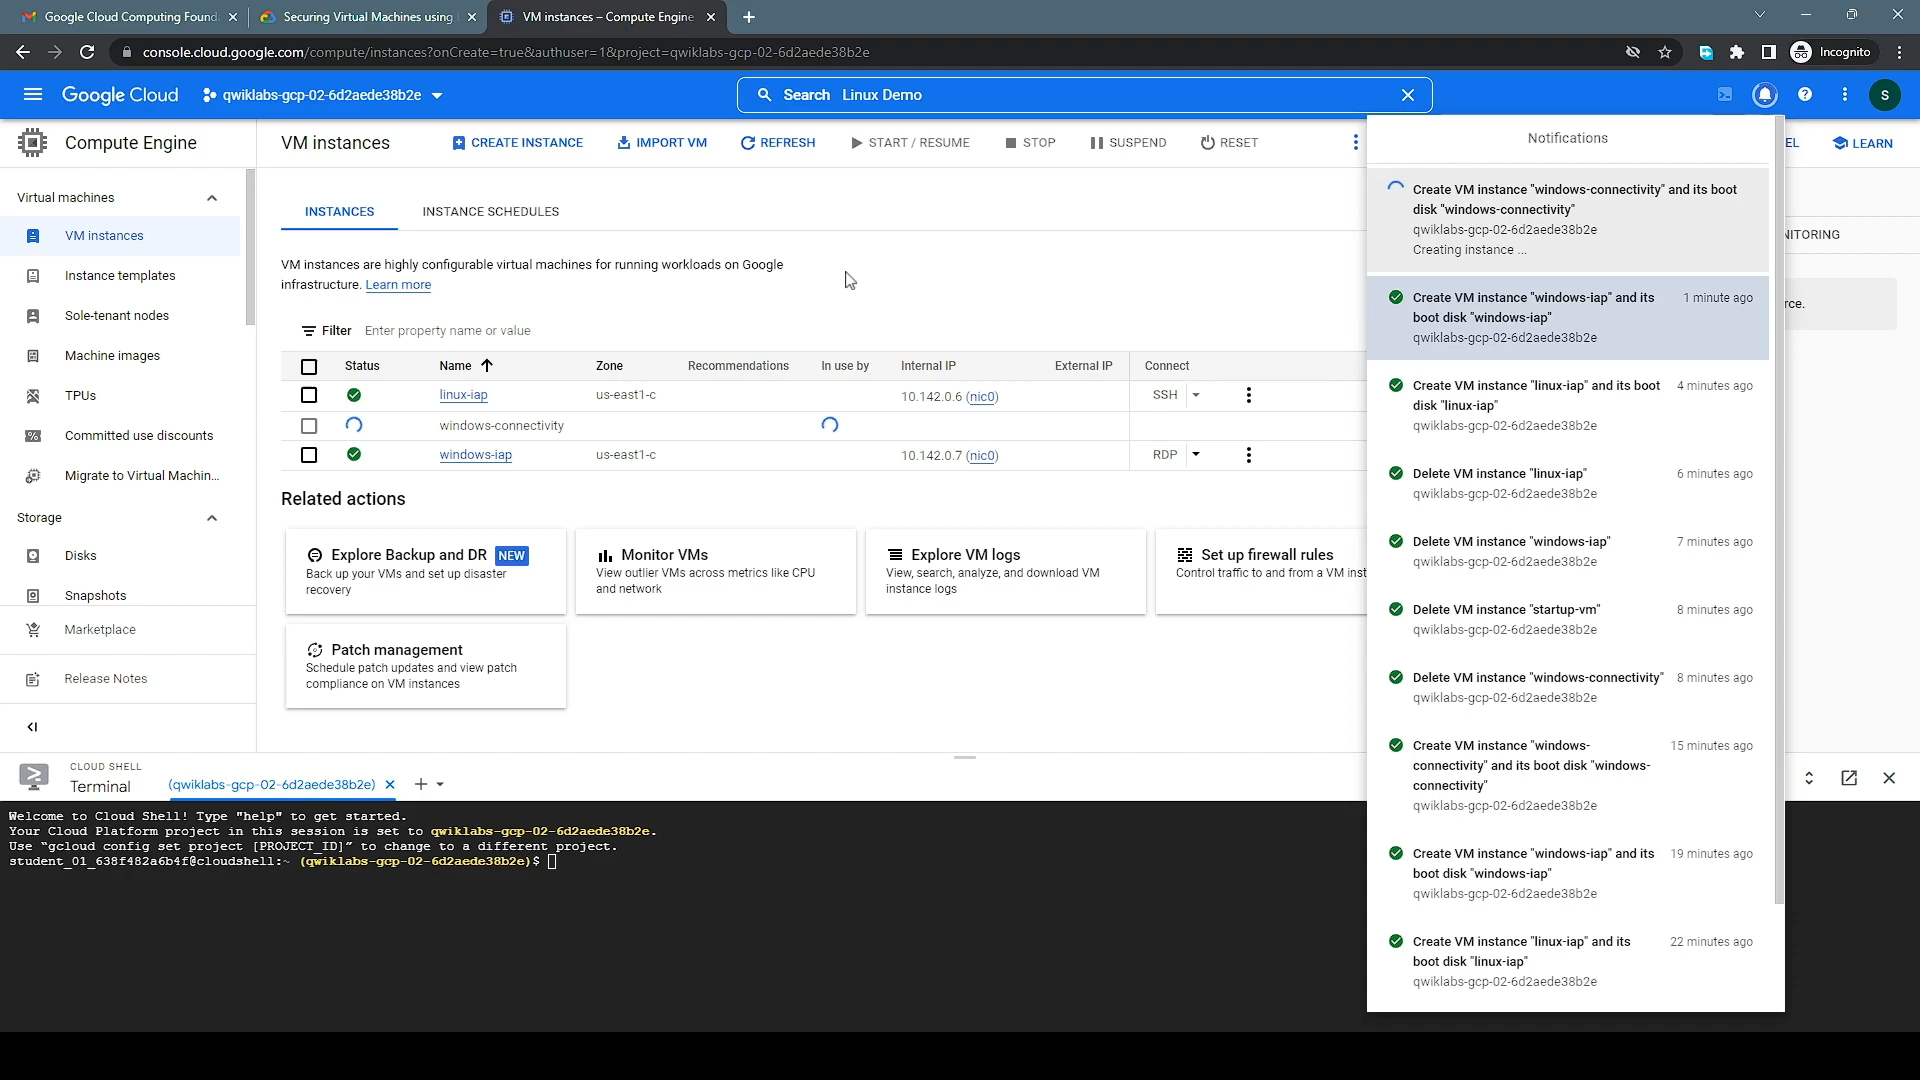 Google Cloud Computing Found
Securing Virtual Machines using
VM instances – Compute Engine
console.cloud.google.com/compute/instances?onCreate=true&authuser=1&project=qwiklabs-gcp-02-6d2aede38b2e
Incognito
Google Cloud
qwiklabs-gcp-02-6d2aede38b2e
Search Linux Demo
S
Compute Engine
VM instances
CREATE INSTANCE
IMPORT VM
REFRESH
START / RESUME
STOP
SUSPEND
RESET
EL
LEARN
Virtual machines
VM instances
Instance templates
Sole-tenant nodes
Machine images
TPUs
Committed use discounts
Migrate to Virtual Machin...
Storage
Disks
Snapshots
Marketplace
Release Notes
INSTANCES
INSTANCE SCHEDULES
VM instances are highly configurable virtual machines for running workloads on Google
infrastructure. Learn more
Filter Enter property name or value
Status Name Zone Recommendations In use by Internal IP External IP Connect
linux-iap us-east1-c 10.142.0.6 (nic0) SSH
windows-connectivity
windows-iap us-east1-c 10.142.0.7 (nic0) RDP
Related actions
Explore Backup and DR NEW
Back up your VMs and set up disaster
recovery
Monitor VMs
View outlier VMs across metrics like CPU
and network
Explore VM logs
View, search, analyze, and download VM
instance logs
Set up firewall rules
Control traffic to and from a VM inst
Patch management
Schedule patch updates and view patch
compliance on VM instances
Notifications
Create VM instance "windows-connectivity" and its boot
disk "windows-connectivity"
qwiklabs-gcp-02-6d2aede38b2e
Creating instance ...
Create VM instance "windows-iap" and its 1 minute ago
boot disk "windows-iap"
qwiklabs-gcp-02-6d2aede38b2e
Create VM instance "linux-iap" and its boot 4 minutes ago
disk "linux-iap"
qwiklabs-gcp-02-6d2aede38b2e
Delete VM instance "linux-iap" 6 minutes ago
qwiklabs-gcp-02-6d2aede38b2e
Delete VM instance "windows-iap" 7 minutes ago
qwiklabs-gcp-02-6d2aede38b2e
Delete VM instance "startup-vm" 8 minutes ago
qwiklabs-gcp-02-6d2aede38b2e
Delete VM instance "windows-connectivity" 8 minutes ago
qwiklabs-gcp-02-6d2aede38b2e
Create VM instance "windows- 15 minutes ago
connectivity" and its boot disk "windows-
connectivity"
qwiklabs-gcp-02-6d2aede38b2e
Create VM instance "windows-iap" and its 19 minutes ago
boot disk "windows-iap"
qwiklabs-gcp-02-6d2aede38b2e
Create VM instance "linux-iap" and its 22 minutes ago
boot disk "linux-iap"
qwiklabs-gcp-02-6d2aede38b2e
NITORING
rce.
CLOUD SHELL
Terminal
(qwiklabs-gcp-02-6d2aede38b2e)
Welcome to Cloud Shell! Type "help" to get started.
Your Cloud Platform project in this session is set to qwiklabs-gcp-02-6d2aede38b2e.
Use "gcloud config set project [PROJECT_ID]" to change to a different project.
student_01_638f482a6b4f@cloudshell:~ (qwiklabs-gcp-02-6d2aede38b2e)$